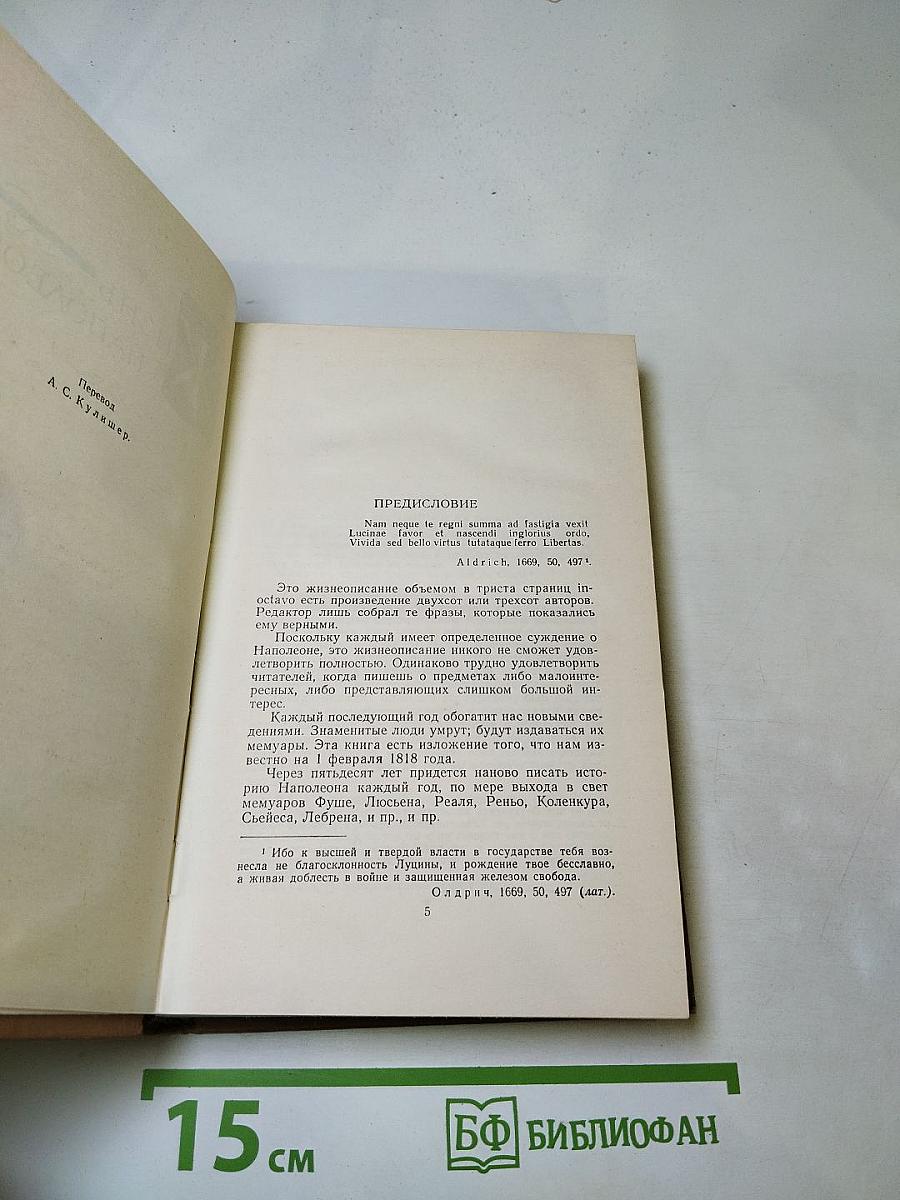 Перевод
А. С. Кулишер.
ПРЕДИСЛОВИЕ
Nam neque te regni summa ad fastigia vexit
Lucinae favor et nascendi inglorius ordo,
Vivida sed bello virtus tutataque ferro Libertas.
Aldrich, 1669, 50, 497¹.
Это жизнеописание объемом в триста страниц in-
octavo есть произведение двухсот или трехсот авторов.
Редактор лишь собрал те фразы, которые показались
ему верными.
Поскольку каждый имеет определенное суждение о
Наполеоне, это жизнеописание никого не сможет удов-
летворить полностью. Одинаково трудно удовлетворить
читателей, когда пишешь о предметах либо малоинте-
ресных, либо представляющих слишком большой ин-
терес.
Каждый последующий год обогатит нас новыми све-
дениями. Знаменитые люди умрут; будут издаваться их
мемуары. Эта книга есть изложение того, что нам из-
вестно на 1 февраля 1818 года.
Через пятьдесят лет придется наново писать исто-
рию Наполеона каждый год, по мере выхода в свет
мемуаров Фуше, Люсьена, Реаля, Реньо, Коленкура,
Сьейеса, Лебрена, и пр., и пр.
¹ Ибо к высшей и твердой власти в государстве тебя воз-
несла не благосклонность Луцины, и рождение твое бесславно,
а живая доблесть в войне и защищенная железом свобода.
Олдрич, 1669, 50, 497 (лат.).
5
15 см
БФ БИБЛИОФАН